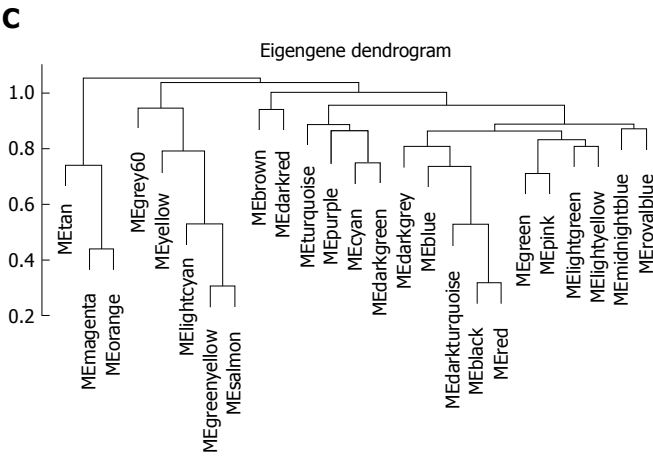 C
Eigengene dendrogram
1.0
0.8
0.6
0.4
0.2
MEtan
MEmagenta
MEorange
MEgrey60
MEyellow
MElightcyan
MEgreenyellow
MEsalmon
MEbrown
MEdarkred
MEturquoise
MEpurple
MEcyan
MEdarkgreen
MEdarkgrey
MEblue
MEdarkturquoise
MEblack
MEred
MEgreen
MEpink
MElightgreen
MElightyellow
MEmidnightblue
MErovalblue